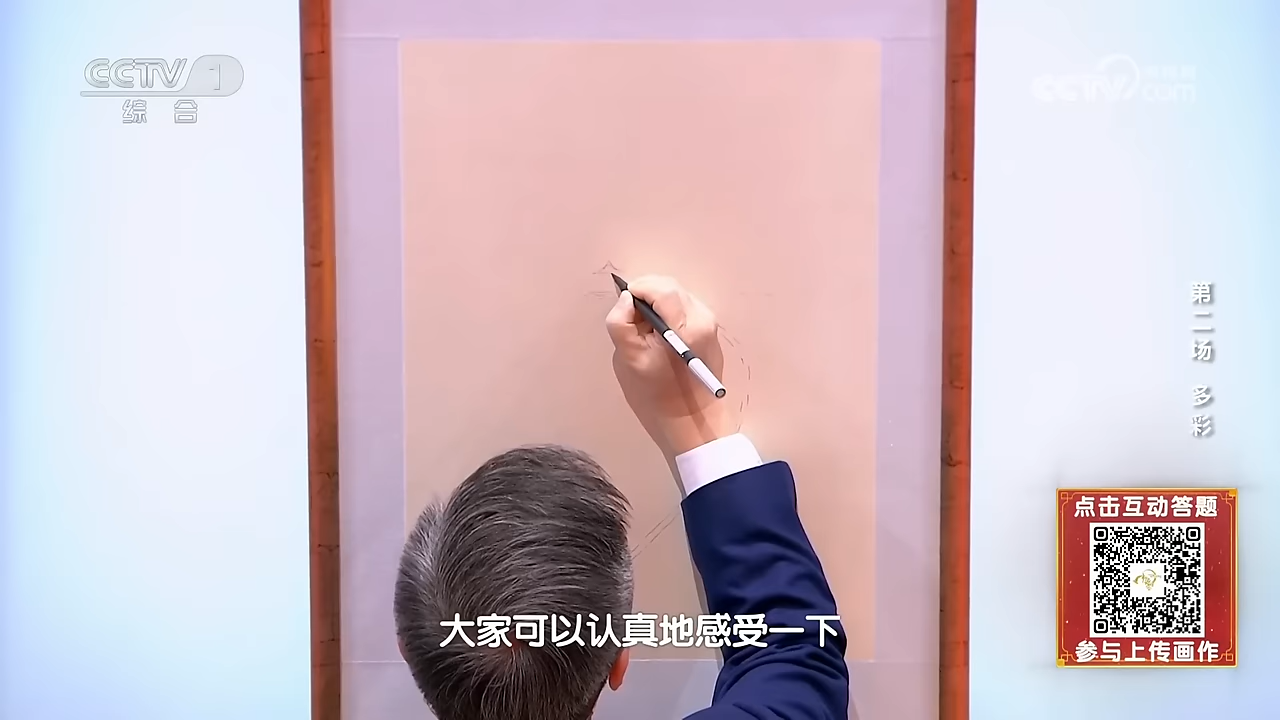 CCTV 1
综合
CCTV.com
第二场 多彩
点击互动答题
参与上传画作
大家可以认真地感受一下